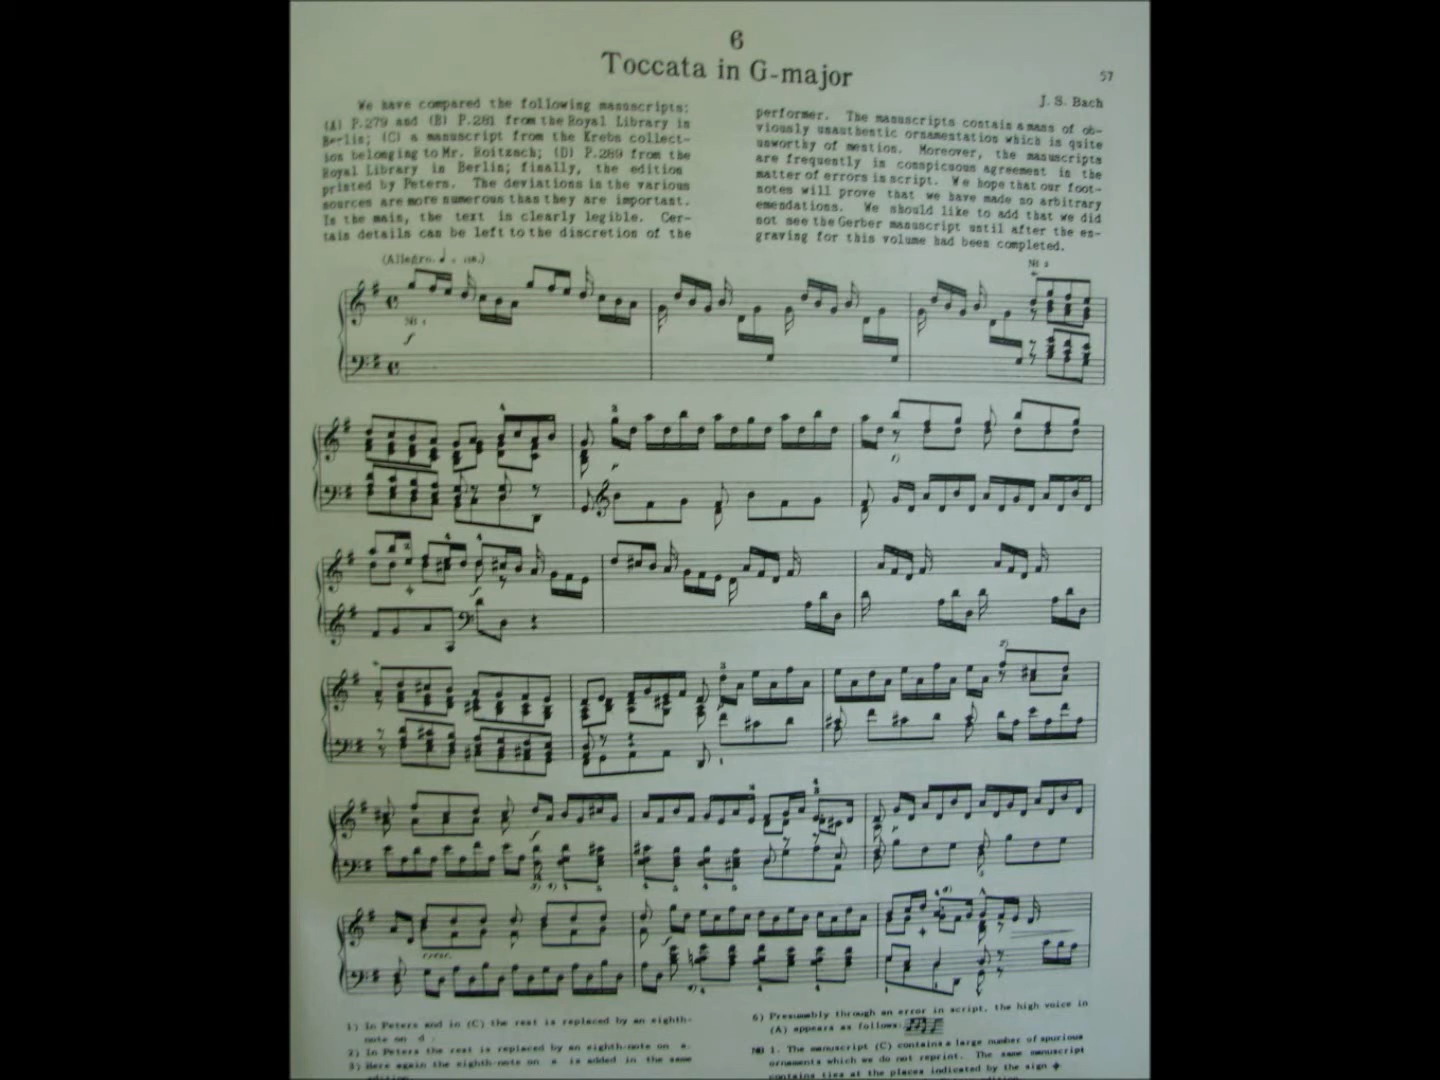 6
Toccata in G-major
57
J. S. Bach
We have compared the following manuscripts:
(A) P.279 and (B) P.281 from the Royal Library in
Berlin; (C) a manuscript from the Krebs collect-
ion belonging to Mr. Roitzsch; (D) P.289 from the
Royal Library in Berlin; finally, the edition
printed by Peters. The deviations in the various
sources are more numerous than they are important.
In the main, the text is clearly legible. Cer-
tain details can be left to the discretion of the
performer. The manuscripts contain a mass of ob-
viously unauthentic ornamentation which is quite
unworthy of mention. Moreover, the manuscripts
are frequently in conspicuous agreement in the
matter of errors in script. We hope that our foot-
notes will prove that we have made no arbitrary
emendations. We should like to add that we did
not see the Gerber manuscript until after the en-
graving for this volume had been completed.
(Allegro.
cresc.
1) In Peters and in (C) the rest is replaced by an eighth-
note on d.
2) In Peters the rest is replaced by an eighth-note on e.
3) Here again the eighth-note on e is added in the same
edition.
6) Presumably through an error in script, the high voice in
(A) appears as follows:
NB 1. The manuscript (C) contains a large number of spurious
ornaments which we do not reprint. The same manuscript
contains ties at the places indicated by the sign +